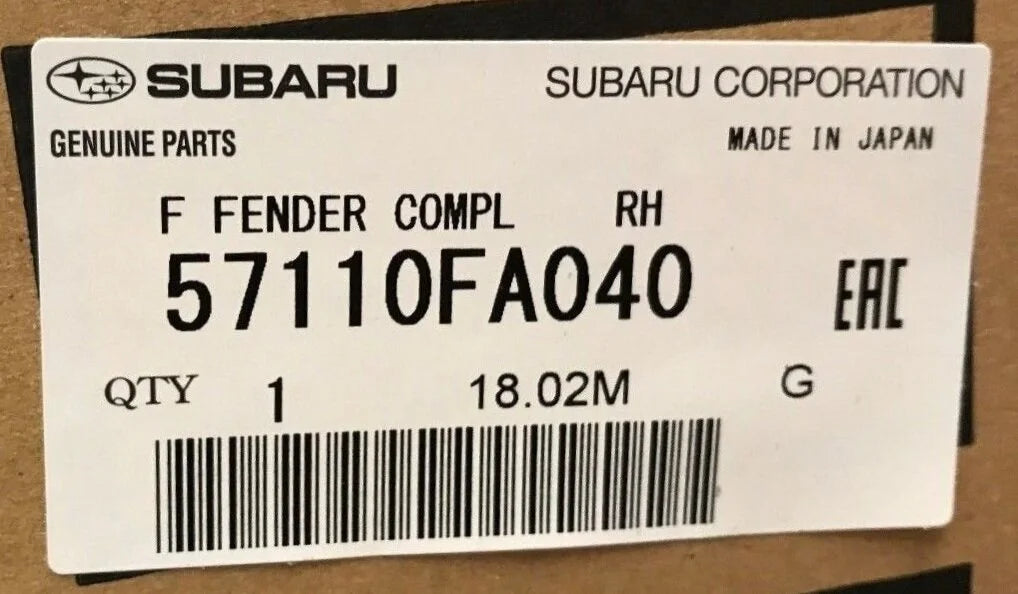 SUBARU SUBARU CORPORATION
GENUINE PARTS MADE IN JAPAN
F FENDER COMPL RH
57110FA040
EAC
QTY 1 18.02M G